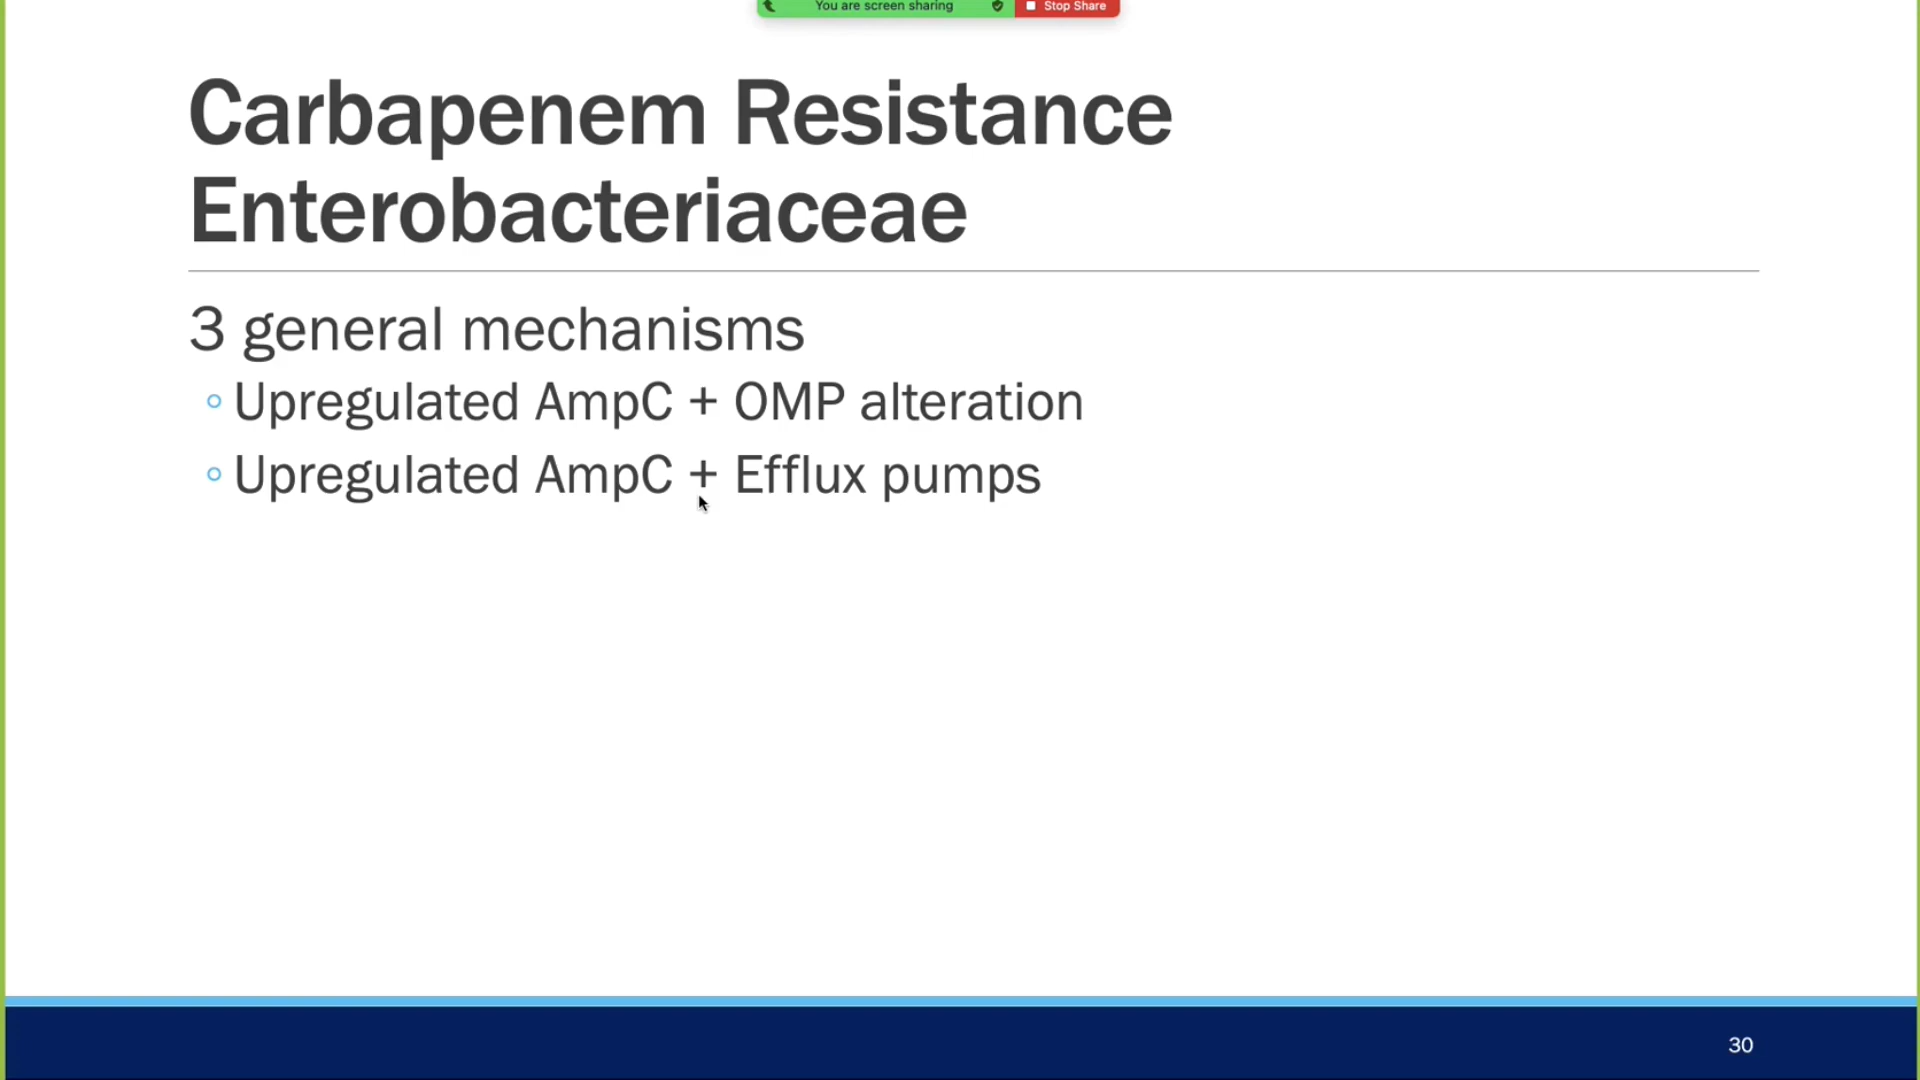 You are screen sharing Stop Share
Carbapenem Resistance
Enterobacteriaceae
3 general mechanisms
Upregulated AmpC + OMP alteration
Upregulated AmpC + Efflux pumps
30